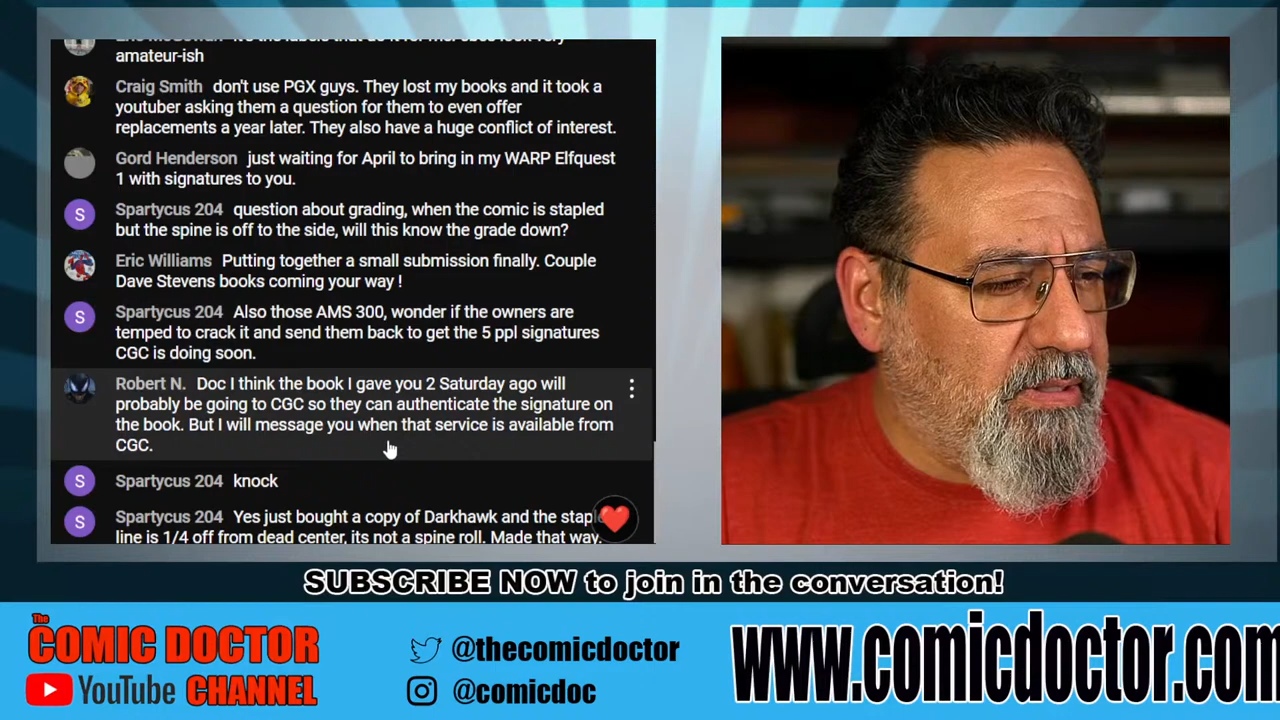 amateur-ish
Craig Smith don't use PGX guys. They lost my books and it took a
youtuber asking them a question for them to even offer
replacements a year later. They also have a huge conflict of interest.
Gord Henderson just waiting for April to bring in my WARP Elfquest
1 with signatures to you.
S Spartycus 204 question about grading, when the comic is stapled
but the spine is off to the side, will this know the grade down?
Eric Williams Putting together a small submission finally. Couple
Dave Stevens books coming your way !
S Spartycus 204 Also those AMS 300, wonder if the owners are
temped to crack it and send them back to get the 5 ppl signatures
CGC is doing soon.
Robert N. Doc I think the book I gave you 2 Saturday ago will
probably be going to CGC so they can authenticate the signature on
the book. But I will message you when that service is available from
CGC.
S Spartycus 204 knock
S Spartycus 204 Yes just bought a copy of Darkhawk and the
line is 1/4 off from dead center, its not a spine roll. Made that way.
SUBSCRIBE NOW to join in the conversation!
The
COMIC DOCTOR
YouTube CHANNEL
@thecomicdoctor
@comicdoc
www.comicdoctor.com